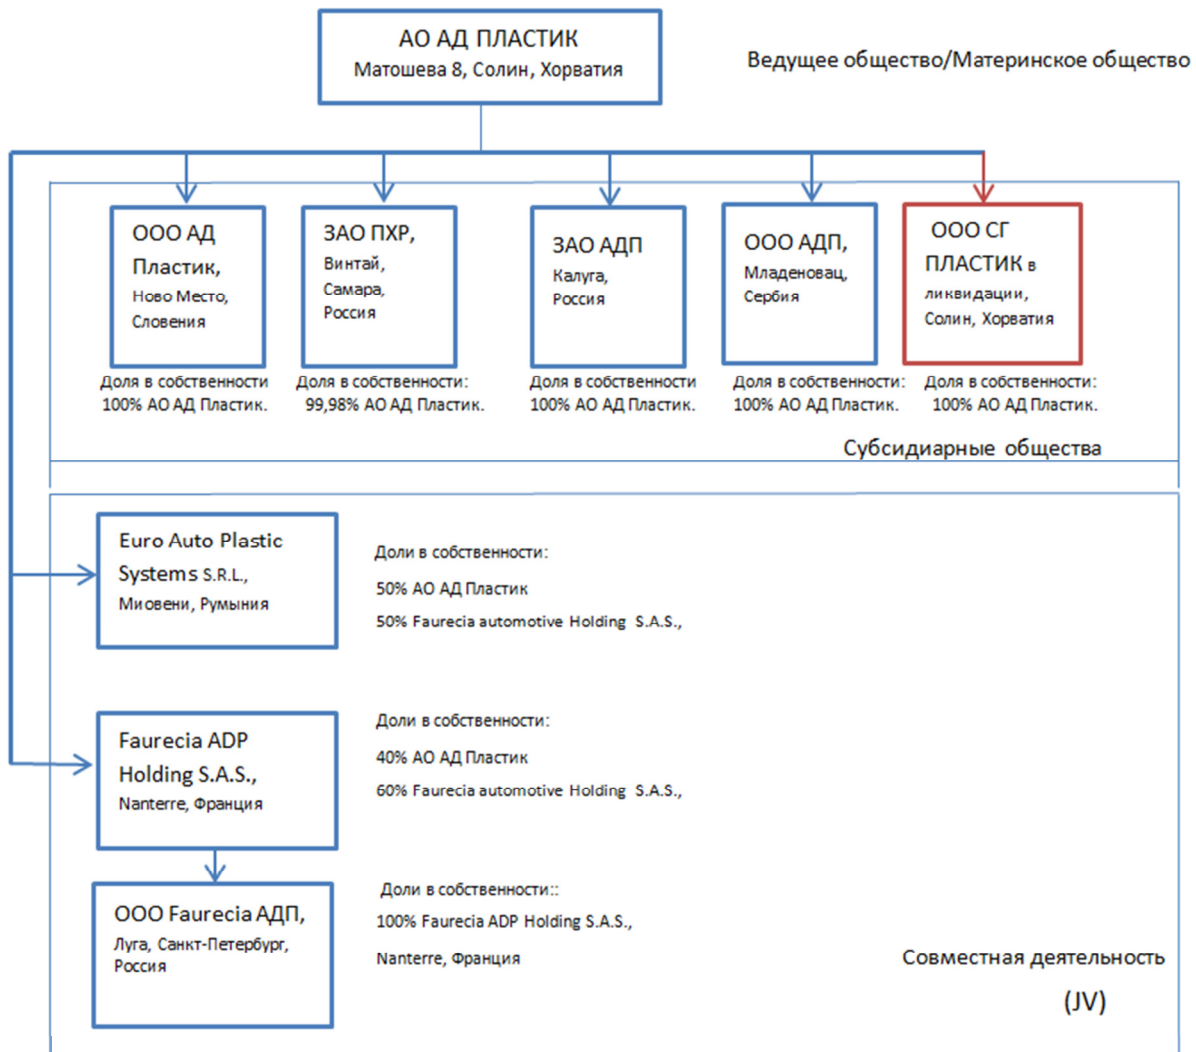 АО АД ПЛАСТИК
Матошева 8, Солин, Хорватия
Ведущее общество/Материнское общество
ООО АД
Пластик,
Ново Место,
Словения
ЗАО ПХР,
Винтай,
Самара,
Россия
ЗАО АДП
Калуга,
Россия
ООО АДП,
Младеновац,
Сербия
ООО СГ
ПЛАСТИК в
ликвидации,
Солин, Хорватия
Доля в собственности
100% АО АД Пластик.
Доля в собственности:
99,98% АО АД Пластик.
Доля в собственности
100% АО АД Пластик.
Доля в собственности:
100% АО АД Пластик.
Доля в собственности:
100% АО АД Пластик.
Субсидиарные общества
Euro Auto Plastic
Systems S.R.L.,
Миовени, Румыния
Доли в собственности:
50% АО АД Пластик
50% Faurecia automotive Holding S.A.S.,
Faurecia ADP
Holding S.A.S.,
Nanterre, Франция
Доли в собственности:
40% АО АД Пластик
60% Faurecia automotive Holding S.A.S.,
ООО Faurecia АДП,
Луга, Санкт-Петербург,
Россия
Доли в собственности::
100% Faurecia ADP Holding S.A.S.,
Nanterre, Франция
Совместная деятельность
(JV)